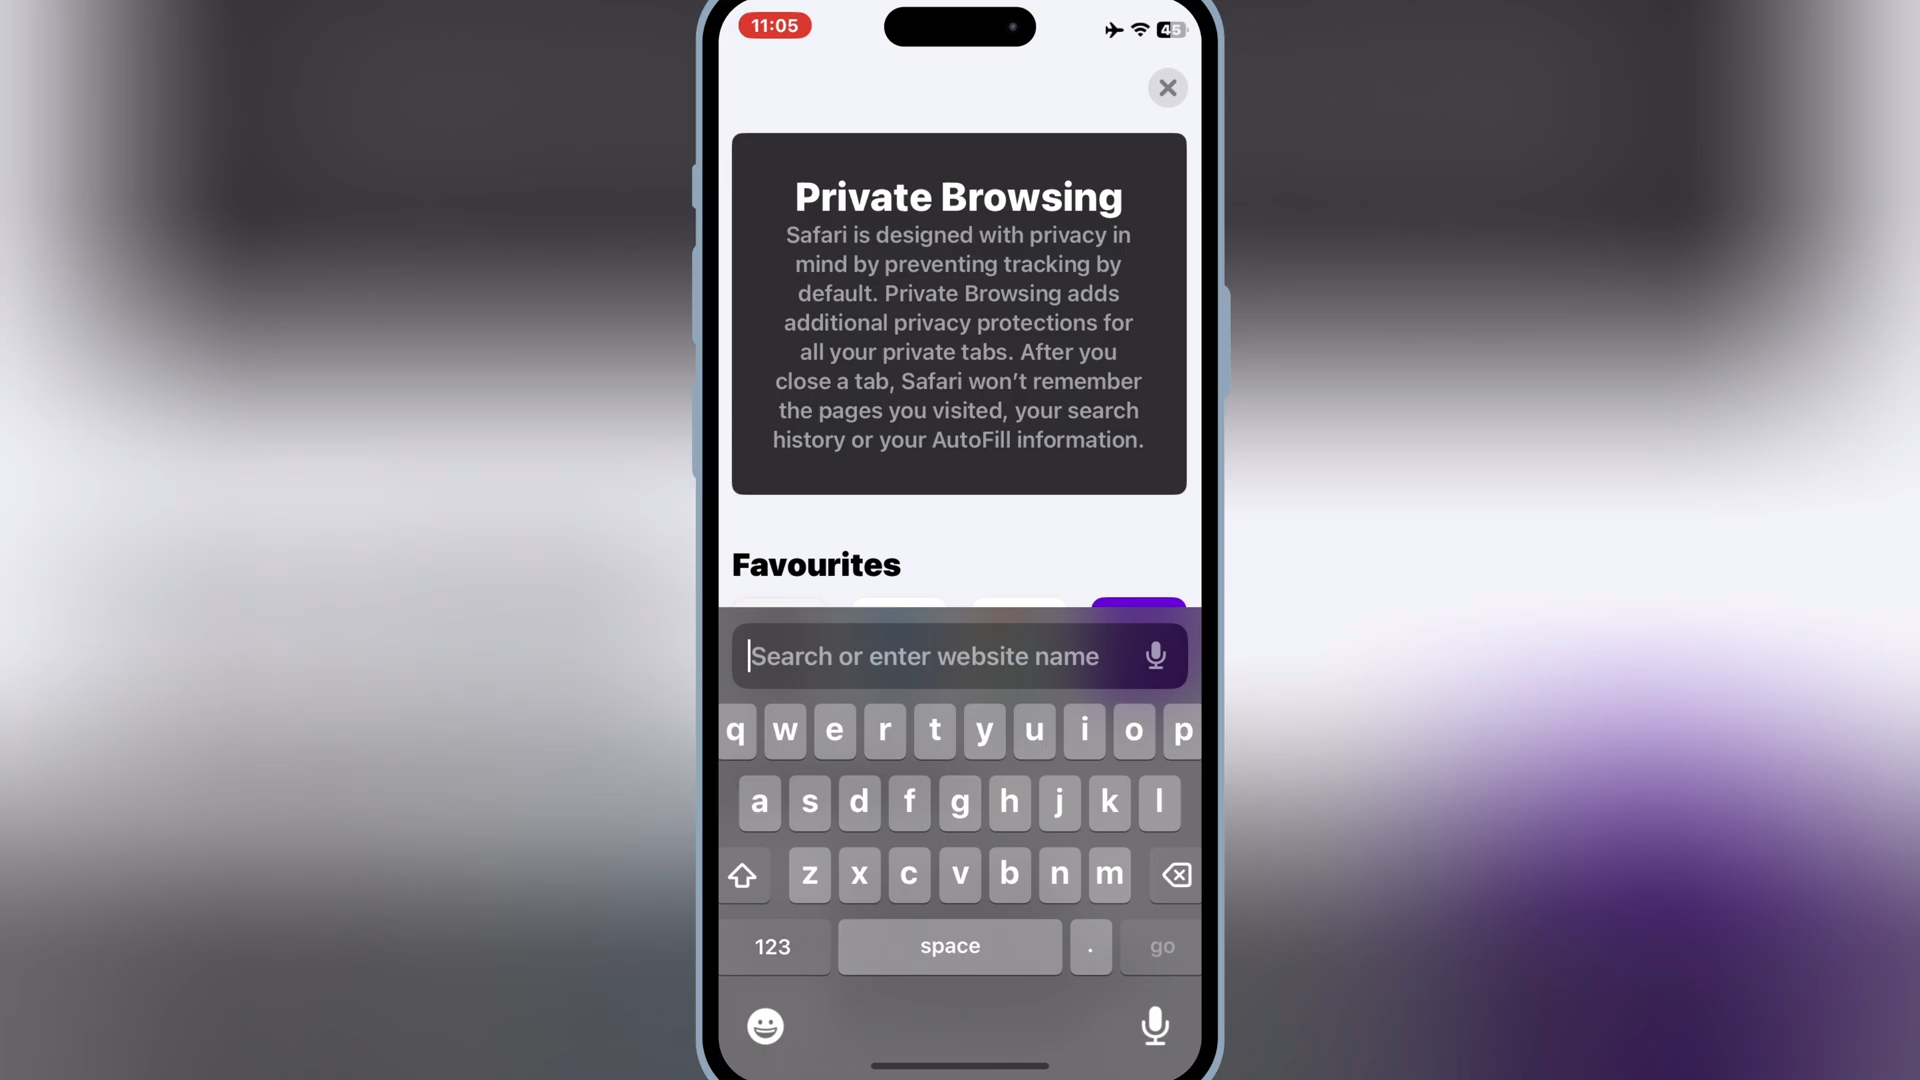 11:05
45
Private Browsing
Safari is designed with privacy in
mind by preventing tracking by
default. Private Browsing adds
additional privacy protections for
all your private tabs. After you
close a tab, Safari won’t remember
the pages you visited, your search
history or your AutoFill information.
Favourites
Search or enter website name
q w e r t y u i o p
a s d f g h j k l
z x c v b n m
123 space . go